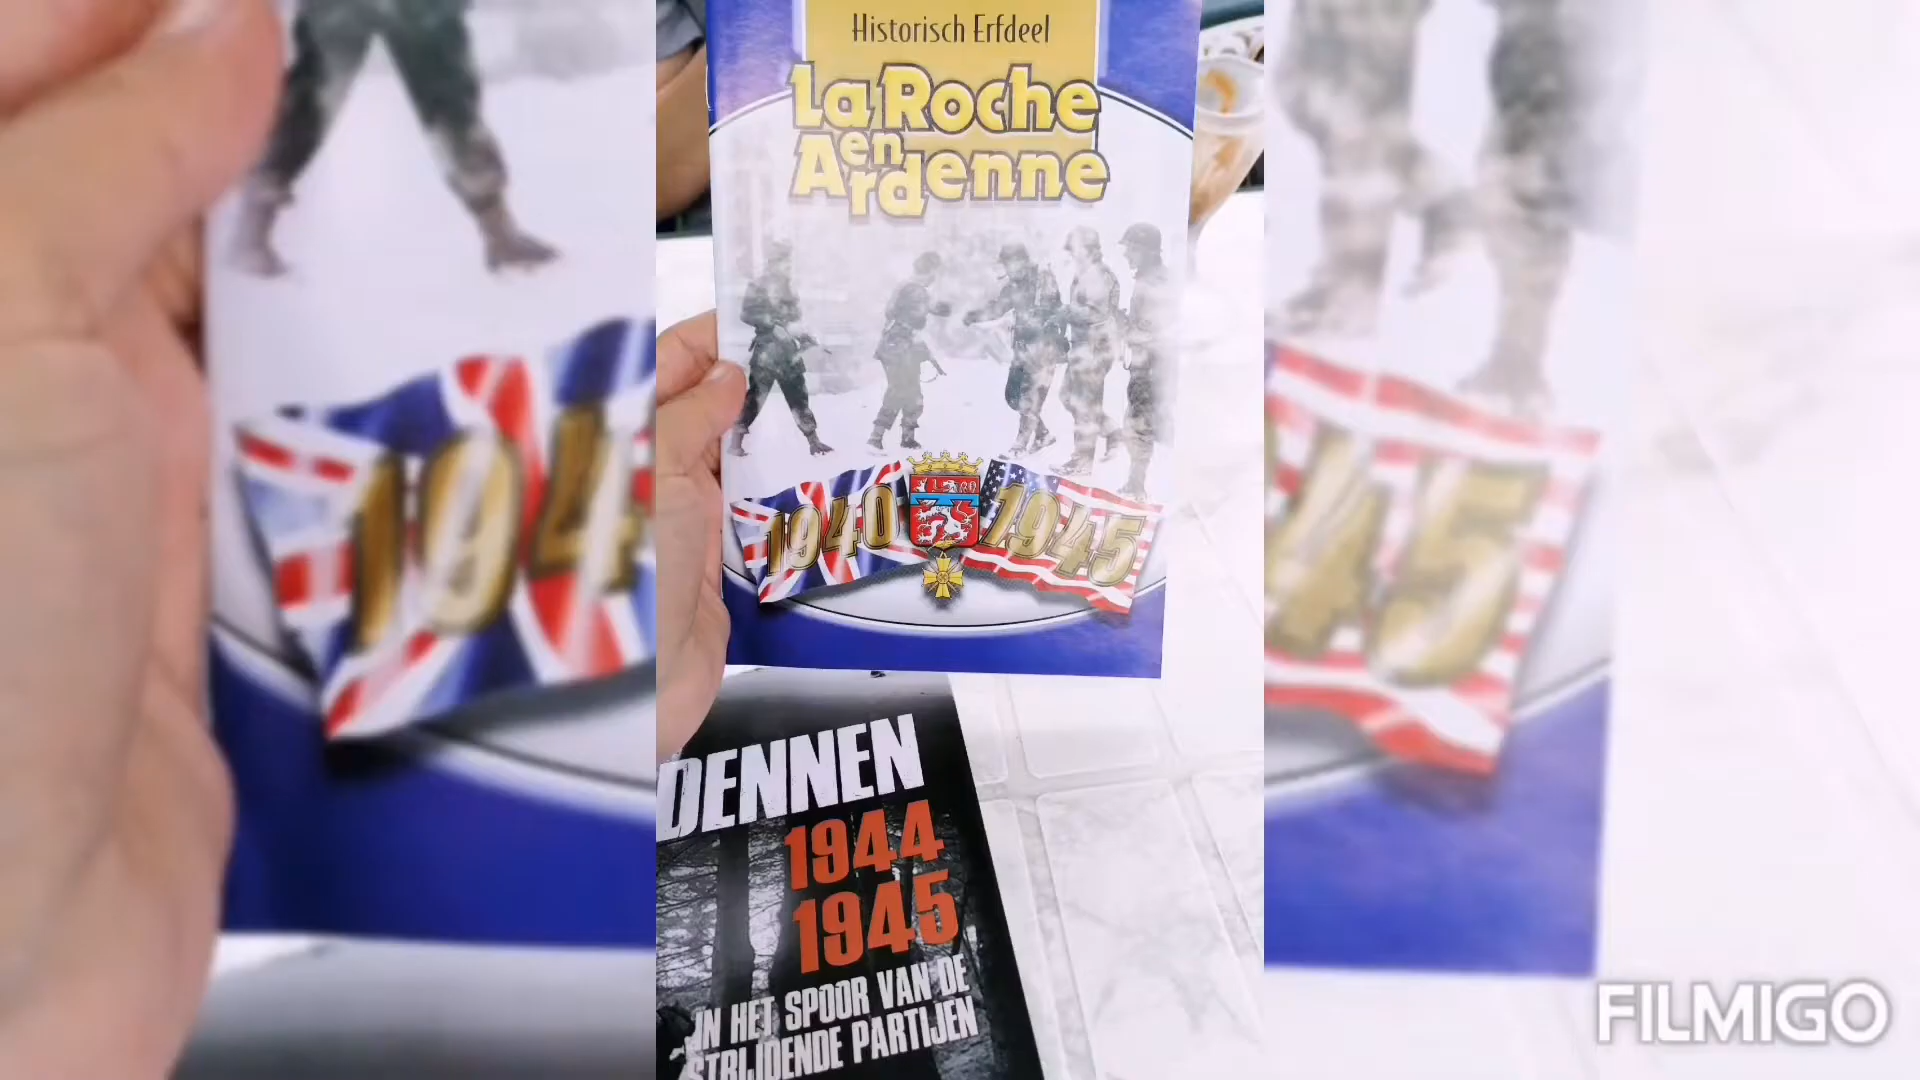 Historisch Erfdeel
La Roche
en
Ardenne
1940
1945
DENNEN
1944
1945
IN HET SPOOR VAN DE
STRIJDENDE PARTIJEN
FILMIGO